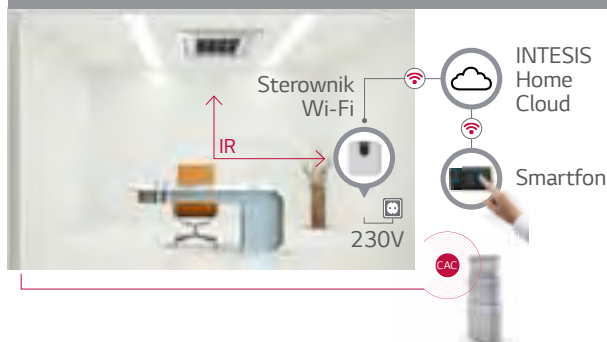 INTESIS
Home
Cloud
Sterownik
Wi-Fi
IR
Smartfon
230V
CAC